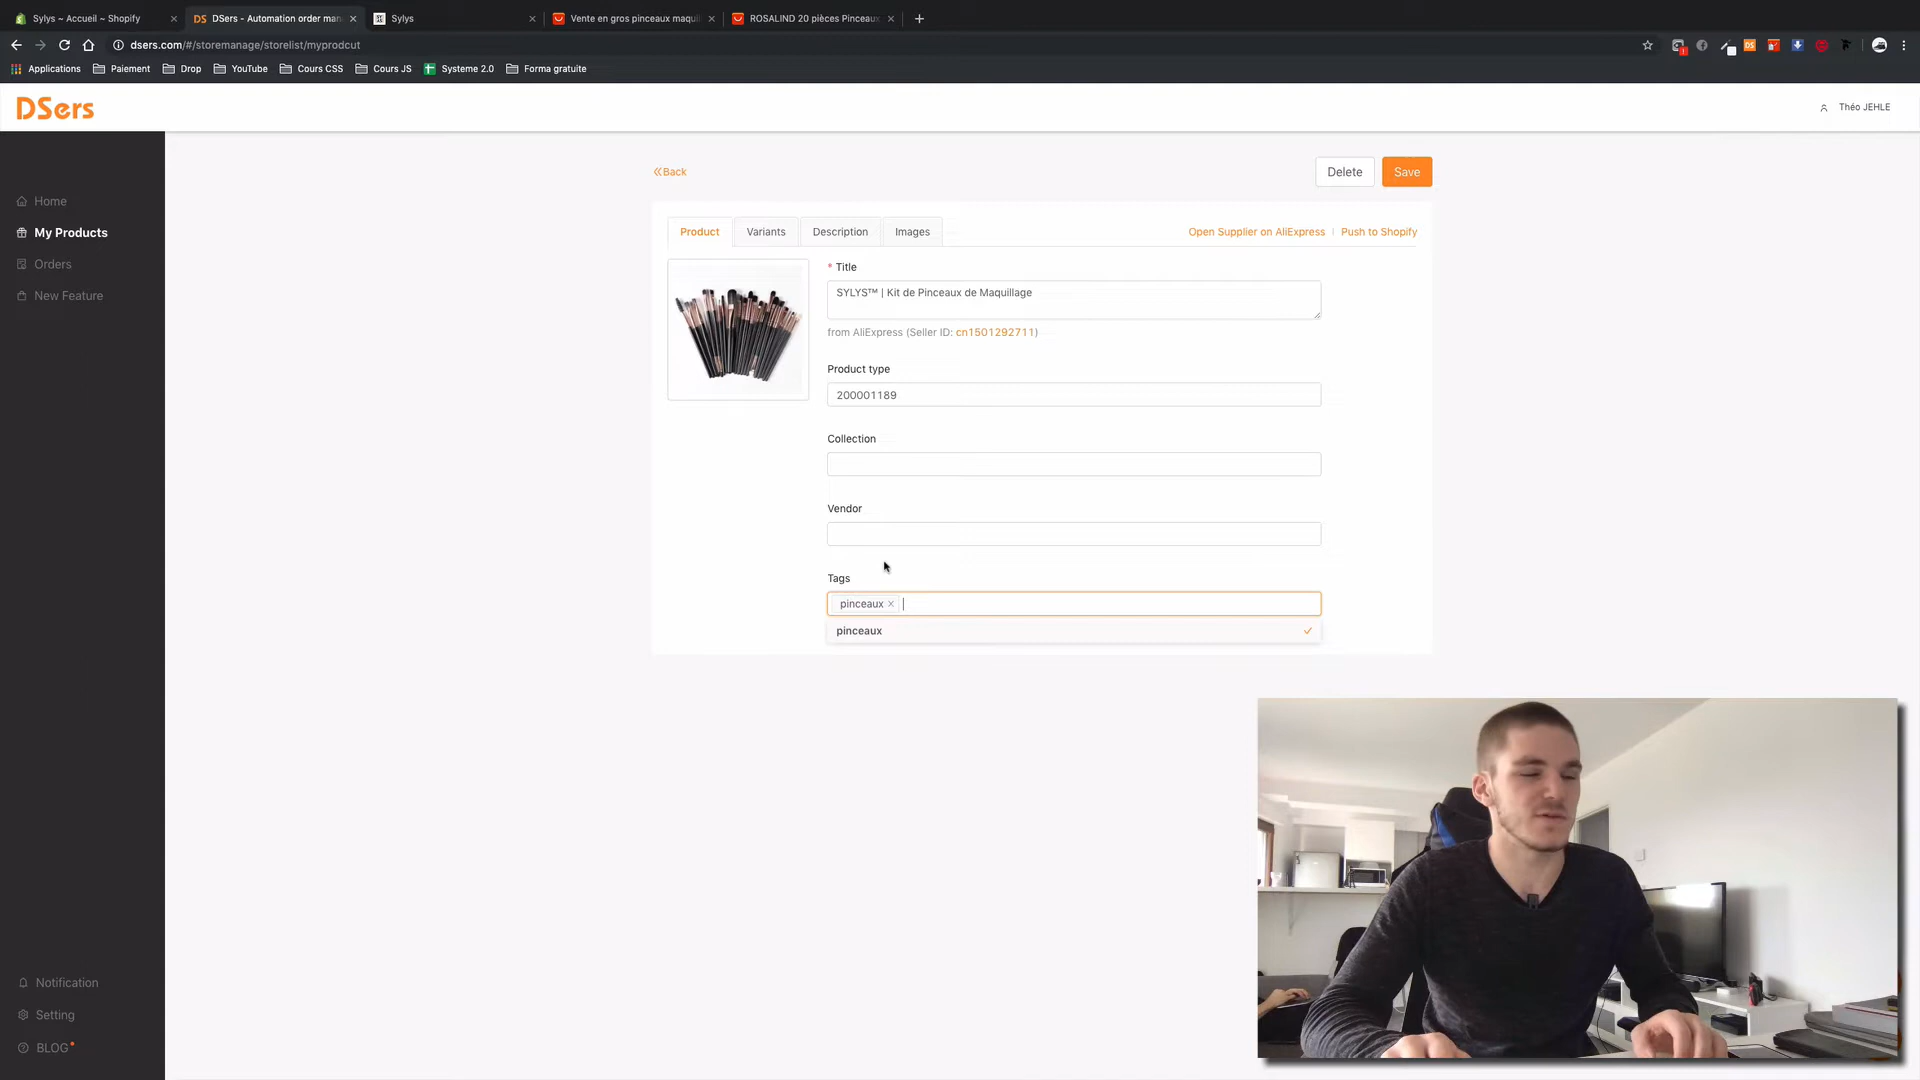 Sylys ~ Accueil ~ Shopify
DSers - Automation order man
Sylys
Vente en gros pinceaux maquil
ROSALIND 20 pièces Pinceaux
dsers.com/#/storemanage/storelist/myprodcut
Applications
Paiement
Drop
YouTube
Cours CSS
Cours JS
Systeme 2.0
Forma gratuite
DSers
Théo JEHLE
Home
My Products
Orders
New Feature
Notification
Setting
BLOG
Back
Delete
Save
Product
Variants
Description
Images
Open Supplier on AliExpress
Push to Shopify
* Title
SYLYS™ | Kit de Pinceaux de Maquillage
from AliExpress (Seller ID: cn1501292711)
Product type
200001189
Collection
Vendor
Tags
pinceaux
pinceaux